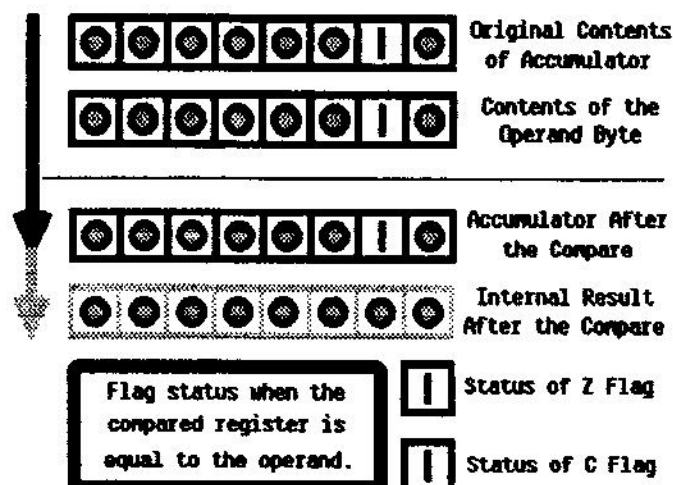 Original Contents
of Accumulator
Contents of the
Operand Byte
Accumulator After
the Compare
Internal Result
After the Compare
Flag status when the
compared register is
equal to the operand.
Status of Z Flag
Status of C Flag